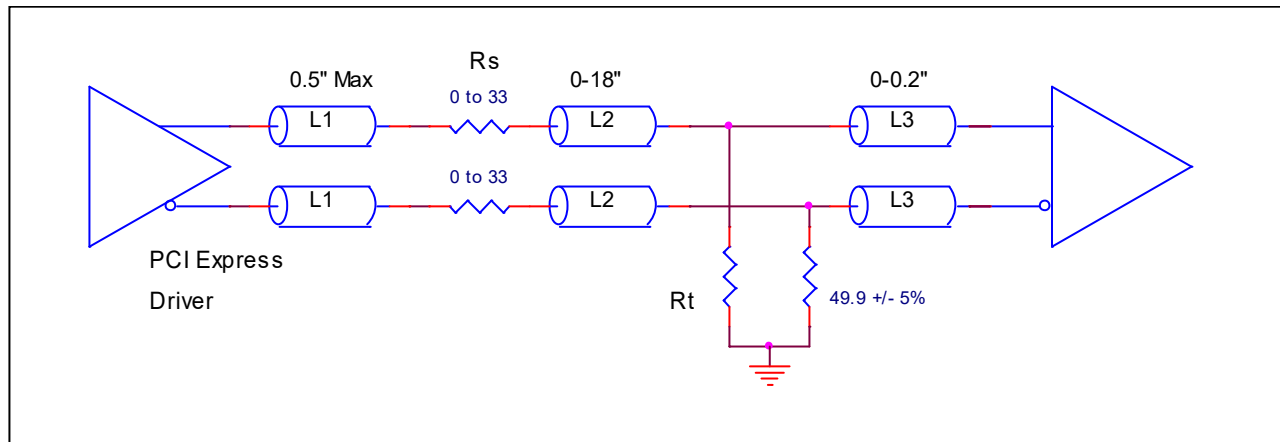 Rs
0.5" Max
0-18"
0-0.2"
0 to 33
L1
L2
L3
0 to 33
L1
L2
L3
PCI Express
Driver
Rt
49.9 +/- 5%